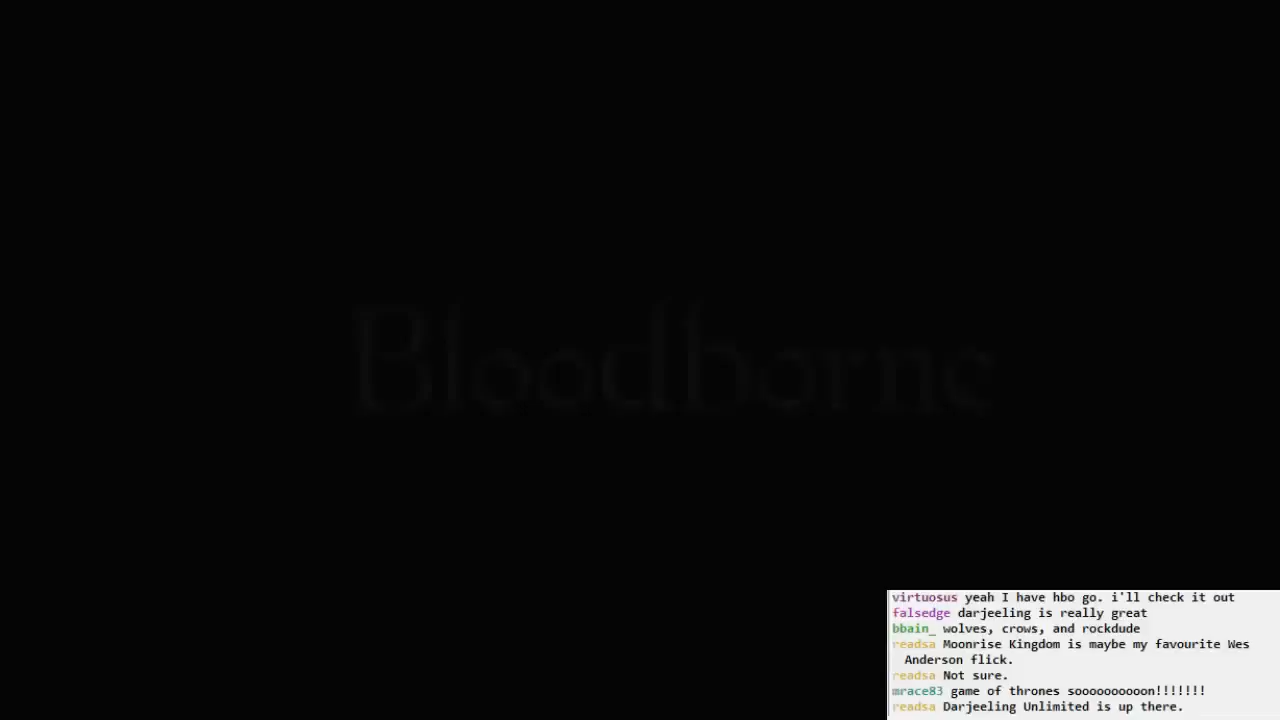 Bloodborne
virtuosus yeah I have hbo go. i'll check it out
falsedge darjeeling is really great
bbain_ wolves, crows, and rockdude
readsa Moonrise Kingdom is maybe my favourite Wes
Anderson flick.
readsa Not sure.
mrace83 game of thrones soooooooooon!!!!!!!
readsa Darjeeling Unlimited is up there.